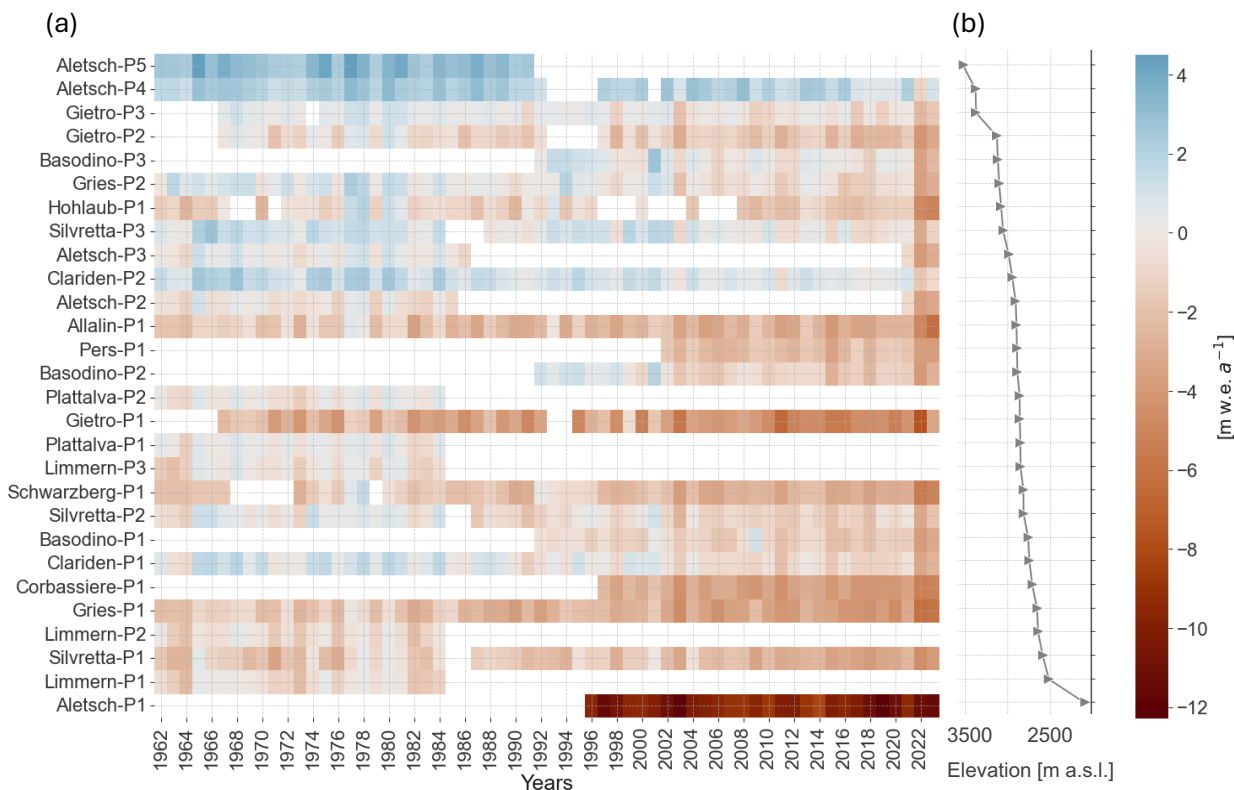 (a)
(b)
Aletsch-P5
Aletsch-P4
Gietro-P3
Gietro-P2
Basodino-P3
Gries-P2
Hohlaub-P1
Silvretta-P3
Aletsch-P3
Clariden-P2
Aletsch-P2
Allalin-P1
Pers-P1
Basodino-P2
Plattalva-P2
Gietro-P1
Plattalva-P1
Limmern-P3
Schwarzberg-P1
Silvretta-P2
Basodino-P1
Clariden-P1
Corbassiere-P1
Gries-P1
Limmern-P2
Silvretta-P1
Limmern-P1
Aletsch-P1
1962 1964 1966 1968 1970 1972 1974 1976 1978 1980 1982 1984 1986 1988 1990 1992 1994 1996 1998 2000 2002 2004 2006 2008 2010 2012 2014 2016 2018 2020 2022
Years
3500 2500
Elevation [m a.s.l.]
4
2
0
−2
−4
−6
−8
−10
−12
[m w.e. a⁻¹]